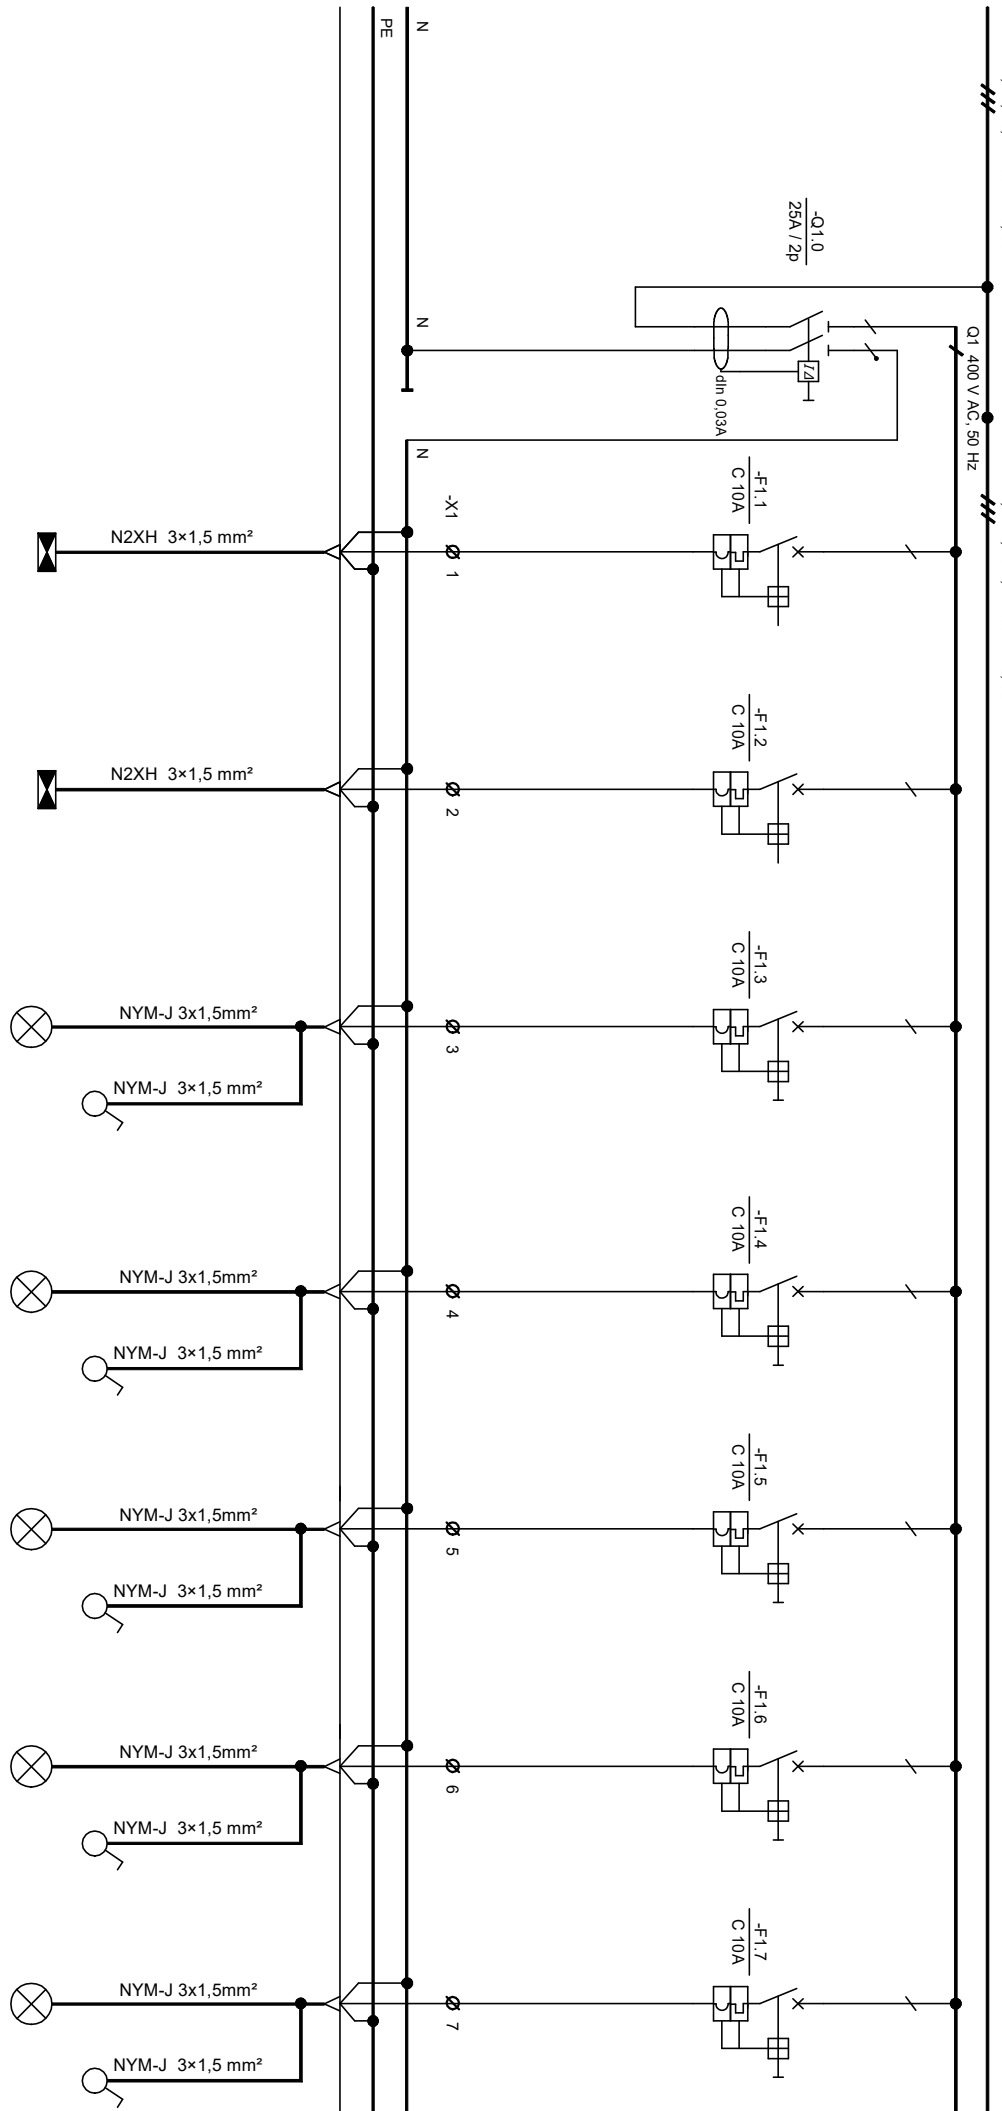 N
PE
-Q1.0
25A / 2p
N
Q1 400 V AC, 50 Hz
dIn 0,03A
I∆
N
-X1
-F1.1
C 10A
N2XH 3×1,5 mm²
1
-F1.2
C 10A
N2XH 3×1,5 mm²
2
-F1.3
C 10A
NYM-J 3x1,5mm²
3
NYM-J 3×1,5 mm²
-F1.4
C 10A
NYM-J 3x1,5mm²
4
NYM-J 3×1,5 mm²
-F1.5
C 10A
NYM-J 3x1,5mm²
5
NYM-J 3×1,5 mm²
-F1.6
C 10A
NYM-J 3x1,5mm²
6
NYM-J 3×1,5 mm²
-F1.7
C 10A
NYM-J 3x1,5mm²
7
NYM-J 3×1,5 mm²